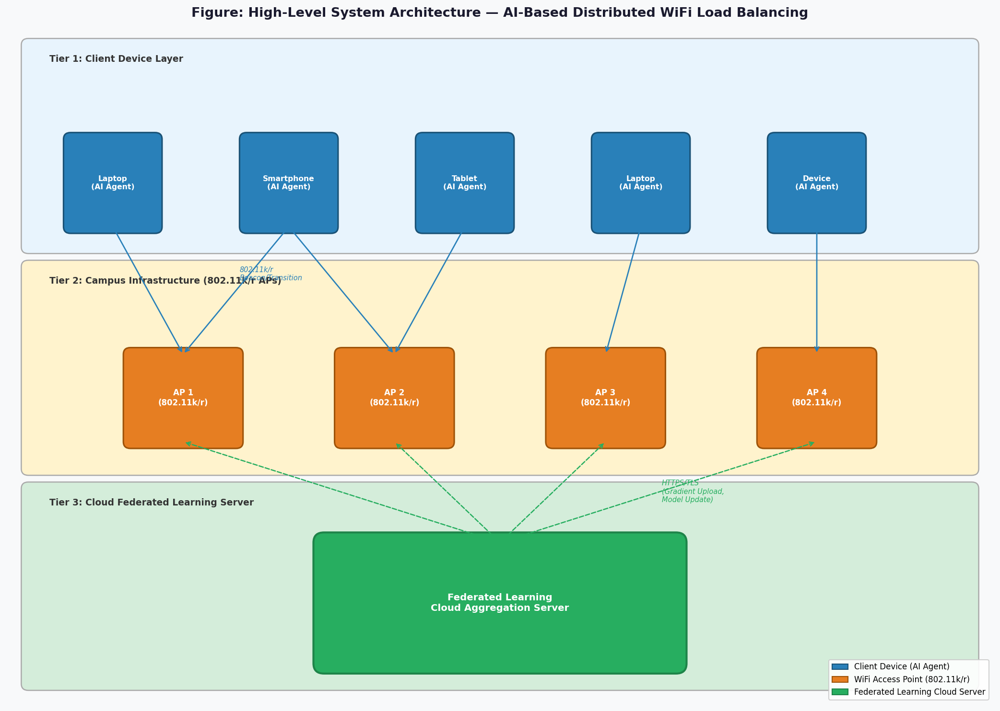 Figure: High-Level System Architecture — AI-Based Distributed WiFi Load Balancing
Tier 1: Client Device Layer
Laptop
(AI Agent)
Smartphone
(AI Agent)
Tablet
(AI Agent)
Laptop
(AI Agent)
Device
(AI Agent)
802.11k/r
Beacon/Transition
Tier 2: Campus Infrastructure (802.11k/r APs)
AP 1
(802.11k/r)
AP 2
(802.11k/r)
AP 3
(802.11k/r)
AP 4
(802.11k/r)
HTTPS/TLS
(Gradient Upload,
Model Update)
Tier 3: Cloud Federated Learning Server
Federated Learning
Cloud Aggregation Server
Client Device (AI Agent)
WiFi Access Point (802.11k/r)
Federated Learning Cloud Server